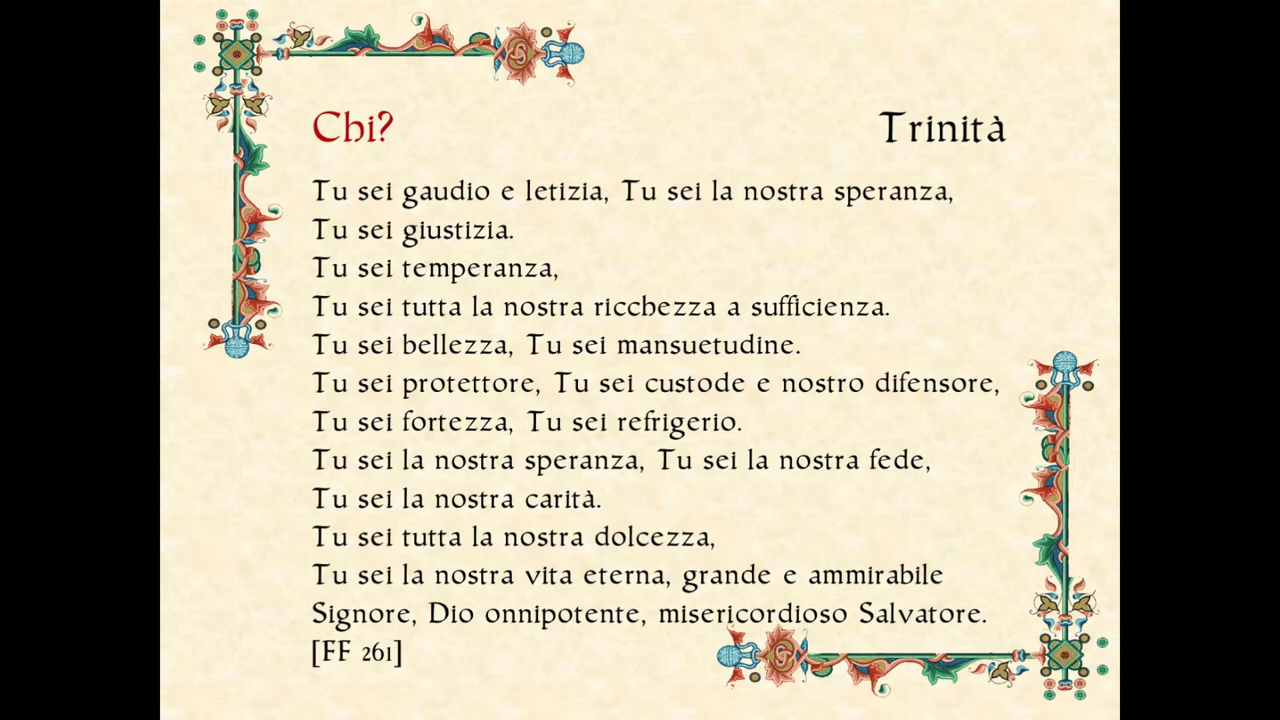 Chi?
Trinità
Tu sei gaudio e letizia, Tu sei la nostra speranza,
Tu sei giustizia.
Tu sei temperanza,
Tu sei tutta la nostra ricchezza a sufficienza.
Tu sei bellezza, Tu sei mansuetudine.
Tu sei protettore, Tu sei custode e nostro difensore,
Tu sei fortezza, Tu sei refrigerio.
Tu sei la nostra speranza, Tu sei la nostra fede,
Tu sei la nostra carità.
Tu sei tutta la nostra dolcezza,
Tu sei la nostra vita eterna, grande e ammirabile
Signore, Dio onnipotente, misericordioso Salvatore.
[FF 261]